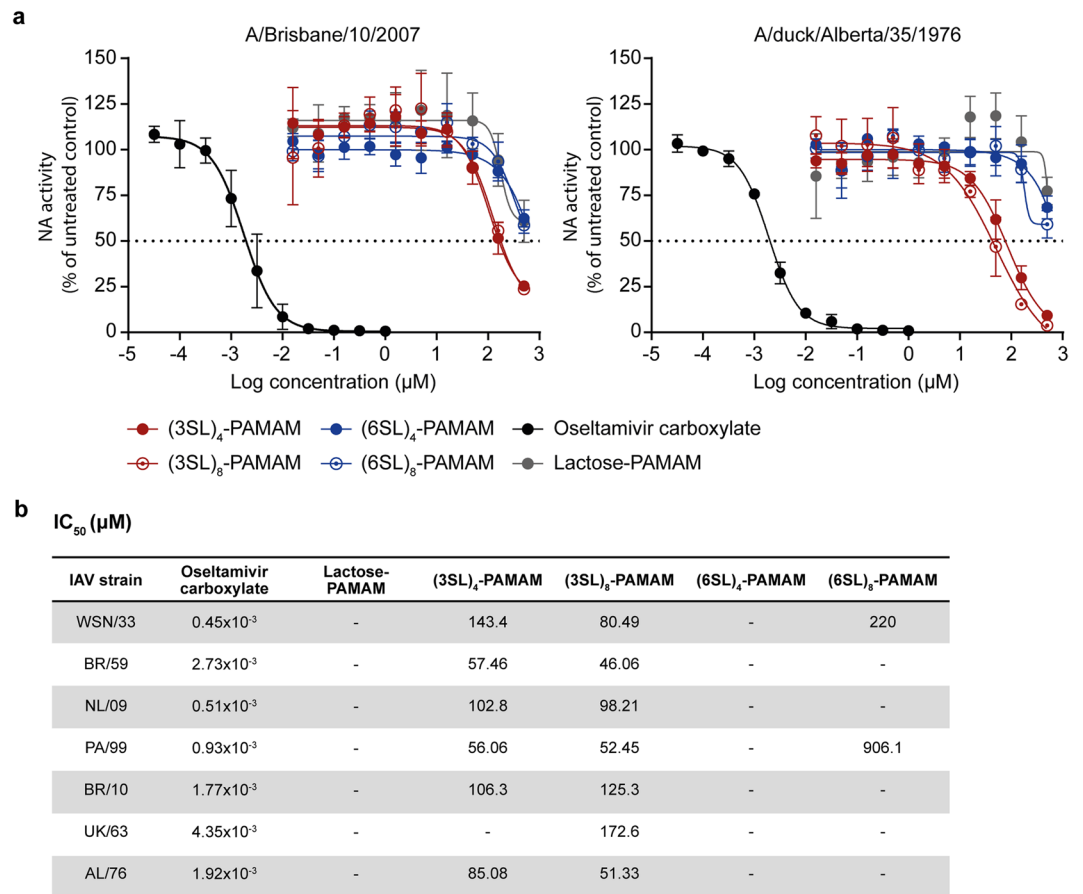 a
A/Brisbane/10/2007
A/duck/Alberta/35/1976
NA activity
(% of untreated control)
150
125
100
75
50
25
0
-5 -4 -3 -2 -1 0 1 2 3
Log concentration (µM)
NA activity
(% of untreated control)
150
125
100
75
50
25
0
-5 -4 -3 -2 -1 0 1 2 3
Log concentration (µM)
(3SL)₄-PAMAM (6SL)₄-PAMAM Oseltamivir carboxylate
(3SL)₈-PAMAM (6SL)₈-PAMAM Lactose-PAMAM
b
IC₅₀ (µM)
IAV strain Oseltamivir carboxylate Lactose-PAMAM (3SL)₄-PAMAM (3SL)₈-PAMAM (6SL)₄-PAMAM (6SL)₈-PAMAM
WSN/33 0.45x10⁻³ - 143.4 80.49 - 220
BR/59 2.73x10⁻³ - 57.46 46.06 - -
NL/09 0.51x10⁻³ - 102.8 98.21 - -
PA/99 0.93x10⁻³ - 56.06 52.45 - 906.1
BR/10 1.77x10⁻³ - 106.3 125.3 - -
UK/63 4.35x10⁻³ - - 172.6 - -
AL/76 1.92x10⁻³ - 85.08 51.33 - -